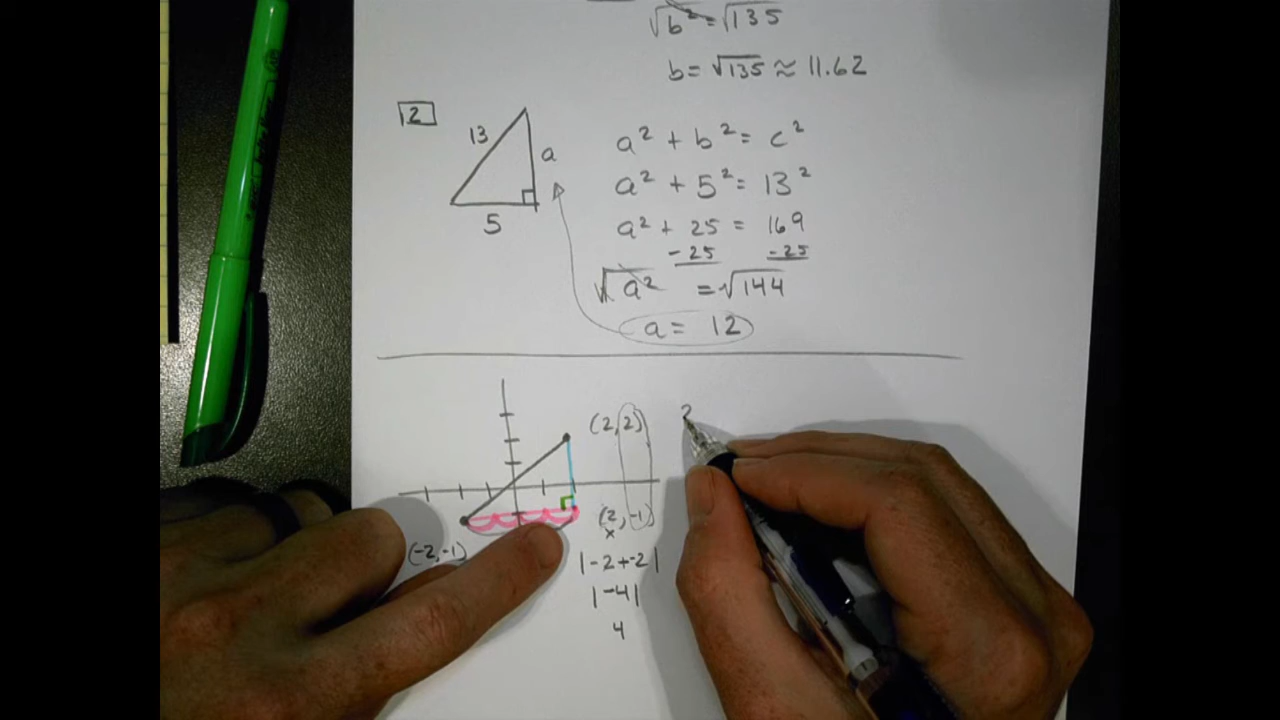 √b² = √135
b = √135 ≈ 11.62
2
13
a
5
a² + b² = c²
a² + 5² = 13²
a² + 25 = 169
-25 -25
√a² = √144
a = 12
(2, 2)
2
(2, -1)
x
(-2, -1)
|-2 + -2|
|-4|
4